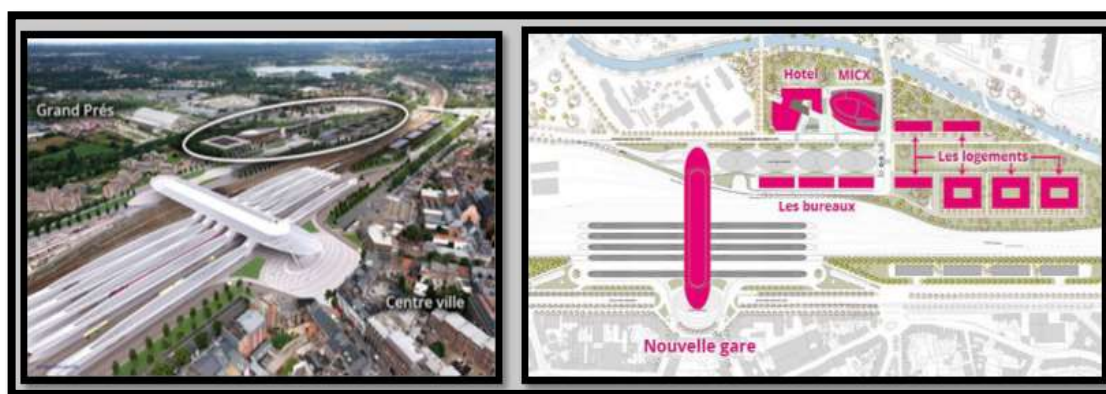 Grand Prés
Centre ville
Hotel
MICX
Les logements
Les bureaux
Nouvelle gare